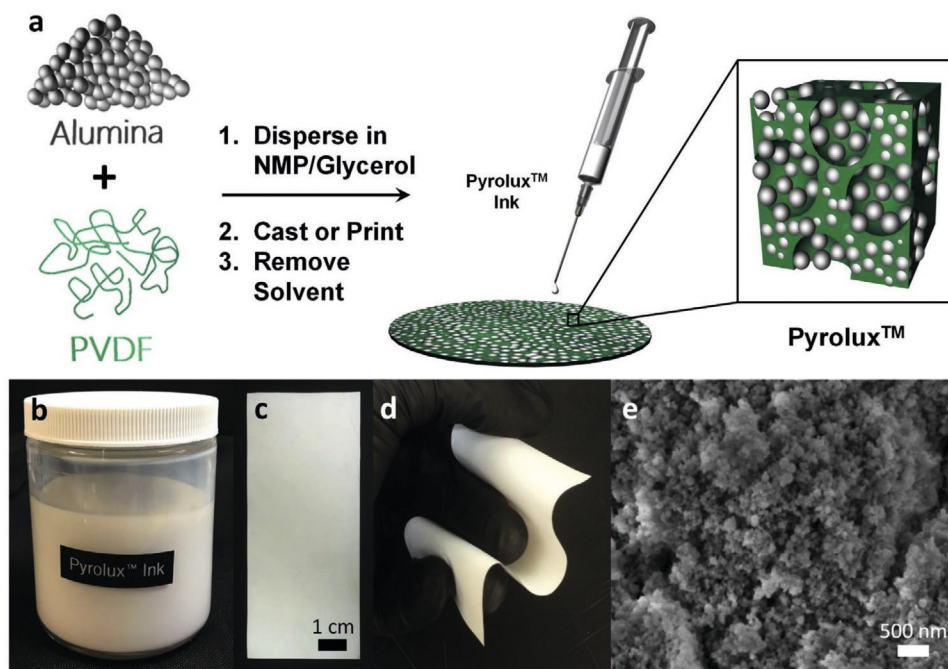 a
Alumina
+
PVDF
1. Disperse in
NMP/Glycerol
2. Cast or Print
3. Remove
Solvent
Pyrolux™
Ink
Pyrolux™
b
Pyrolux™ Ink
c
1 cm
d
e
500 nm